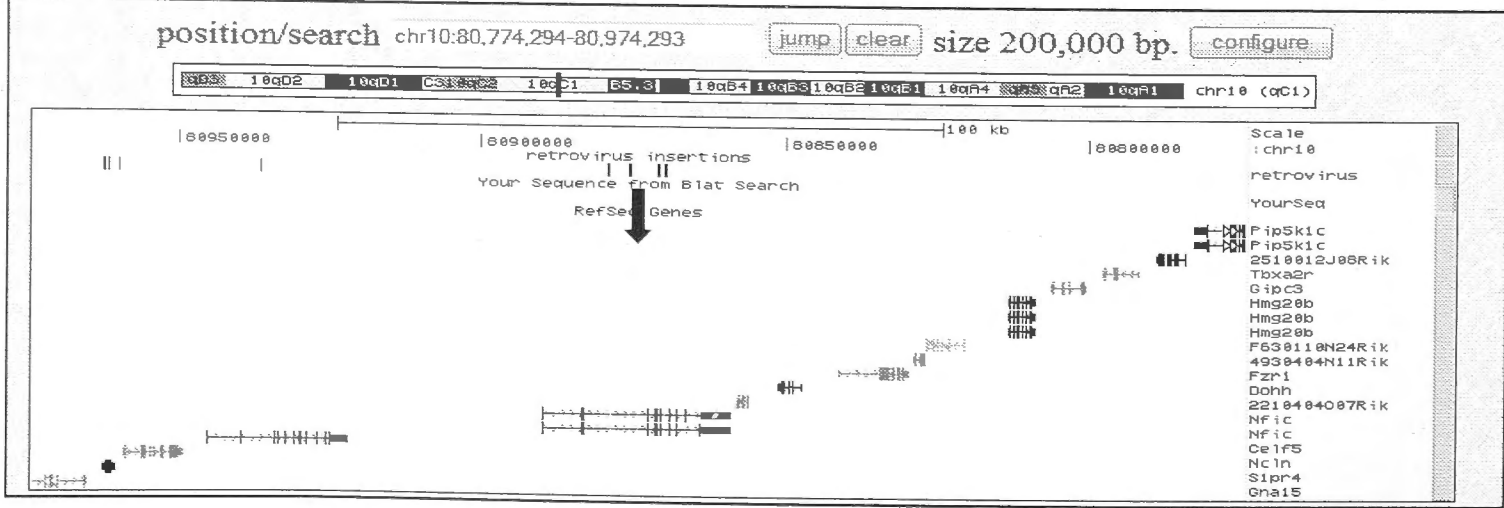 position/search chr10:80,774,294-80,974,293 jump clear size 200,000 bp. configure
10qD2 10qD1 10qC1 B5.3 10qB4 10qB3 10qB2 10qB1 10qA4 qA2 10qA1 chr10 (qC1)
100 kb Scale
|80950000 |80900000 |80850000 |80800000 :chr10
retrovirus insertions retrovirus
Your Sequence from Blat Search YourSeq
RefSeq Genes
Pip5k1c
Pip5k1c
2510012J08Rik
Tbxa2r
Gipc3
Hmg20b
Hmg20b
Hmg20b
F630110N24Rik
4930404N11Rik
Fzr1
Dohh
2210404O07Rik
Nfic
Nfic
Celf5
Ncln
S1pr4
Gna15